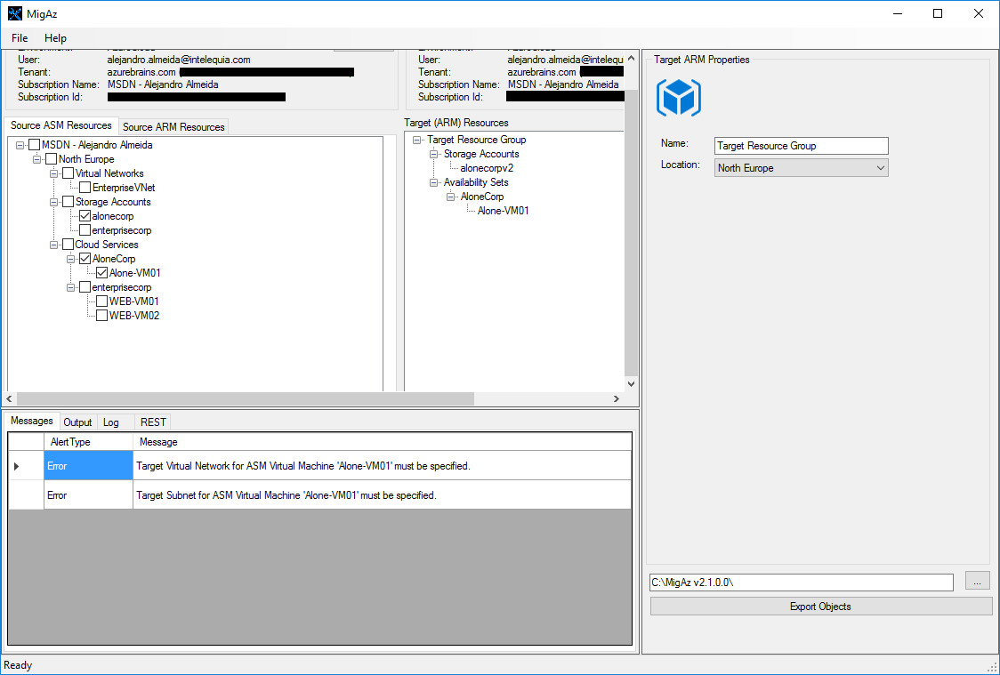 MigAz
File Help
User: alejandro.almeida@intelequia.com
Tenant: azurebrains.com
Subscription Name: MSDN - Alejandro Almeida
Subscription Id:
User: alejandro.almeida@intelequ
Tenant: azurebrains.com
Subscription Name: MSDN - Alejandro Almeida
Subscription Id:
Source ASM Resources Source ARM Resources
MSDN - Alejandro Almeida
North Europe
Virtual Networks
EnterpriseVNet
Storage Accounts
alonecorp
enterprisecorp
Cloud Services
AloneCorp
Alone-VM01
enterprisecorp
WEB-VM01
WEB-VM02
Target (ARM) Resources
Target Resource Group
Storage Accounts
alonecorpv2
Availability Sets
AloneCorp
Alone-VM01
Target ARM Properties
Name: Target Resource Group
Location: North Europe
Messages Output Log REST
AlertType Message
Error Target Virtual Network for ASM Virtual Machine 'Alone-VM01' must be specified.
Error Target Subnet for ASM Virtual Machine 'Alone-VM01' must be specified.
C:\MigAz v2.1.0.0\ ...
Export Objects
Ready